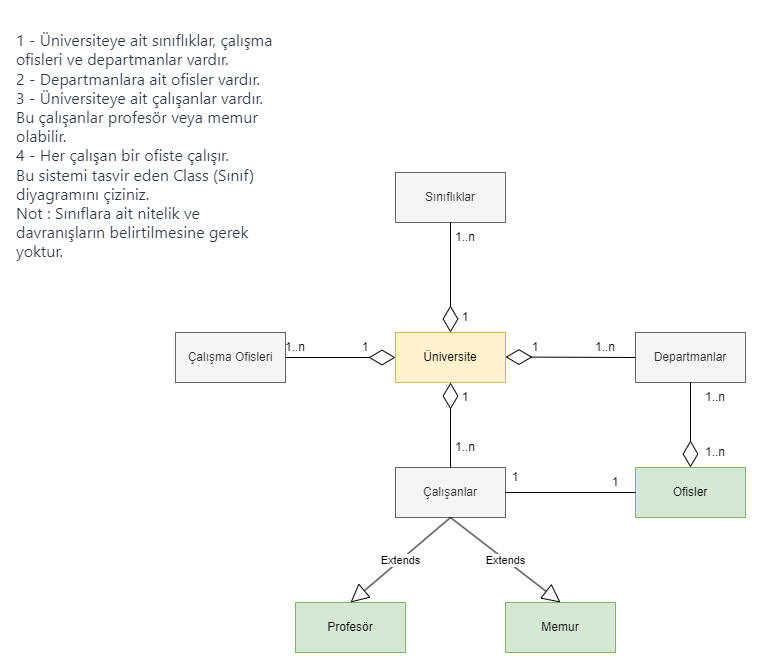 1 - Üniversiteye ait sınıflıklar, çalışma
ofisleri ve departmanlar vardır.
2 - Departmanlara ait ofisler vardır.
3 - Üniversiteye ait çalışanlar vardır.
Bu çalışanlar profesör veya memur
olabilir.
4 - Her çalışan bir ofiste çalışır.
Bu sistemi tasvir eden Class (Sınıf)
diyagramını çiziniz.
Not : Sınıflara ait nitelik ve
davranışların belirtilmesine gerek
yoktur.
Sınıflıklar
1..n
1
Çalışma Ofisleri
1..n
1
Üniversite
1
1..n
Departmanlar
1
1..n
1..n
1..n
Çalışanlar
1
1
Ofisler
Extends
Extends
Profesör
Memur